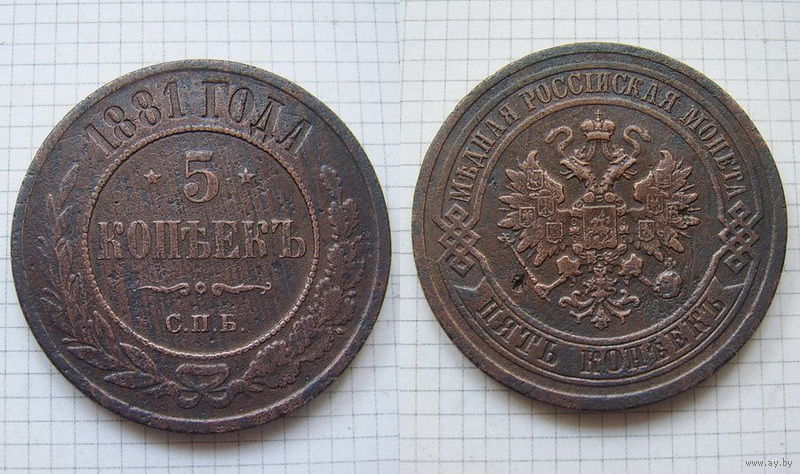 1881 ГОДА
5
КОПѢЕКЪ
С.П.Б.
МѢДНАЯ РОССІЙСКАЯ МОНЕТА
ПЯТЬ КОПѢЕКЪ
www.ay.by